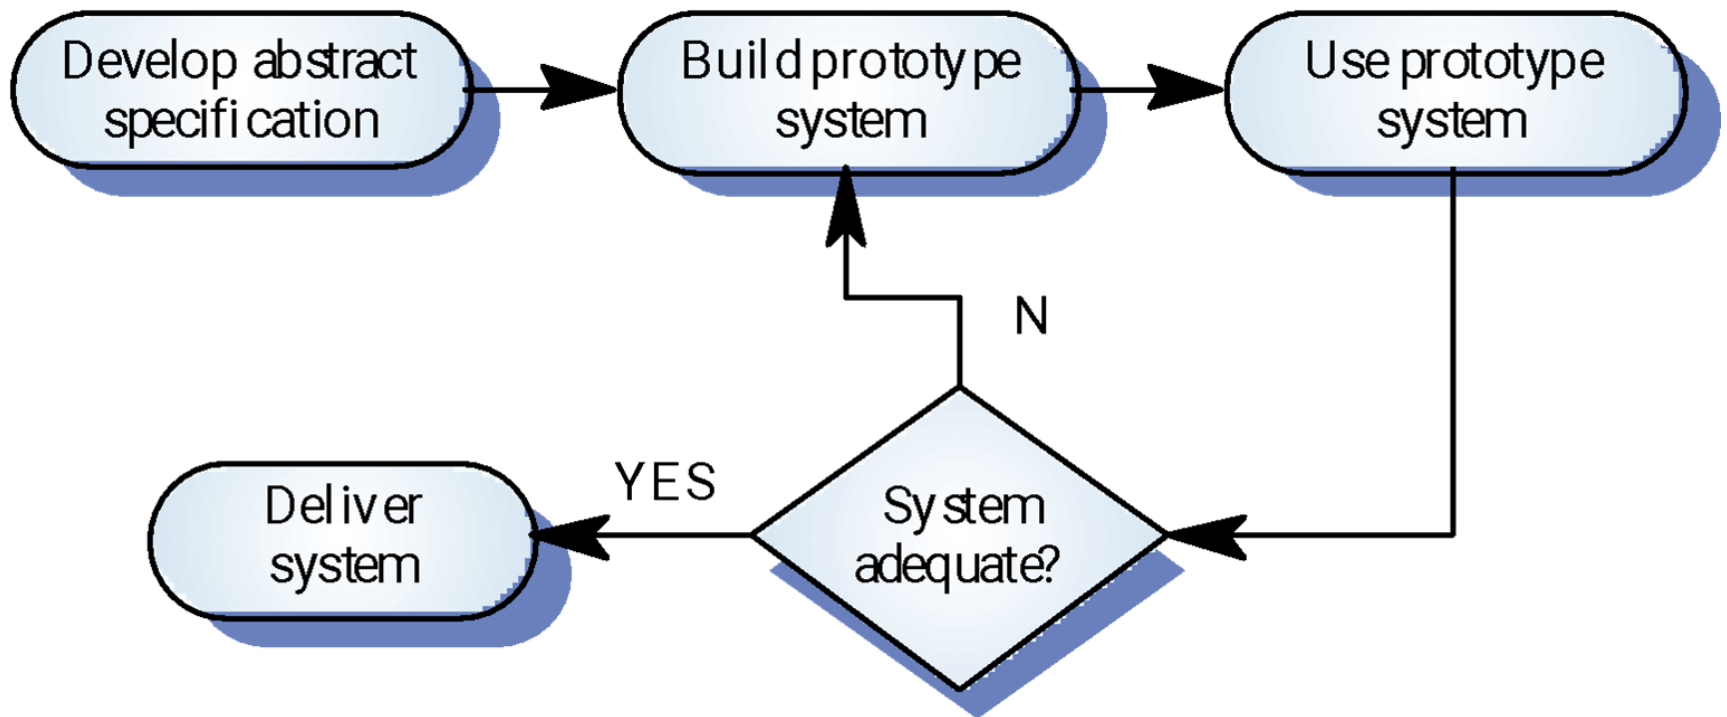 Develop abstract
specification
Build prototype
system
Use prototype
system
N
YES
System
adequate?
Deliver
system